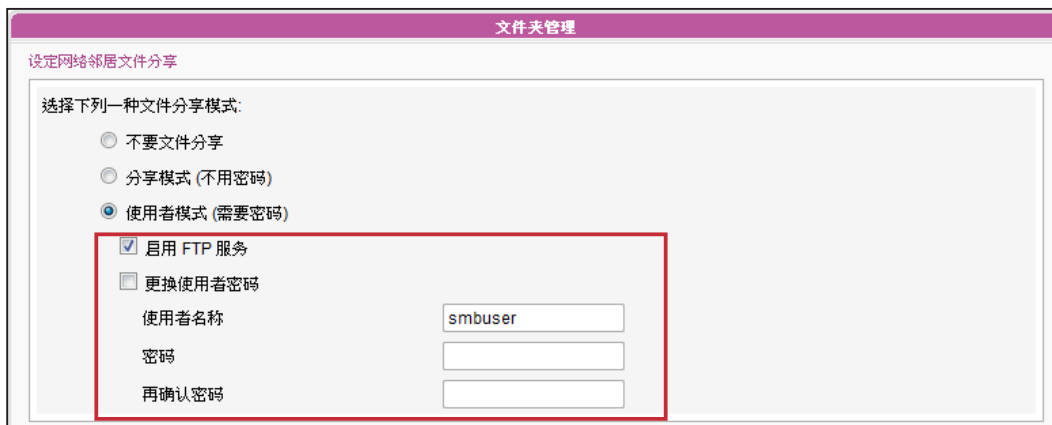 文件夹管理
设定网络邻居文件分享
选择下列一种文件分享模式:
不要文件分享
分享模式 (不用密码)
使用者模式 (需要密码)
启用 FTP 服务
更换使用者密码
使用者名称 smbuser
密码
再确认密码